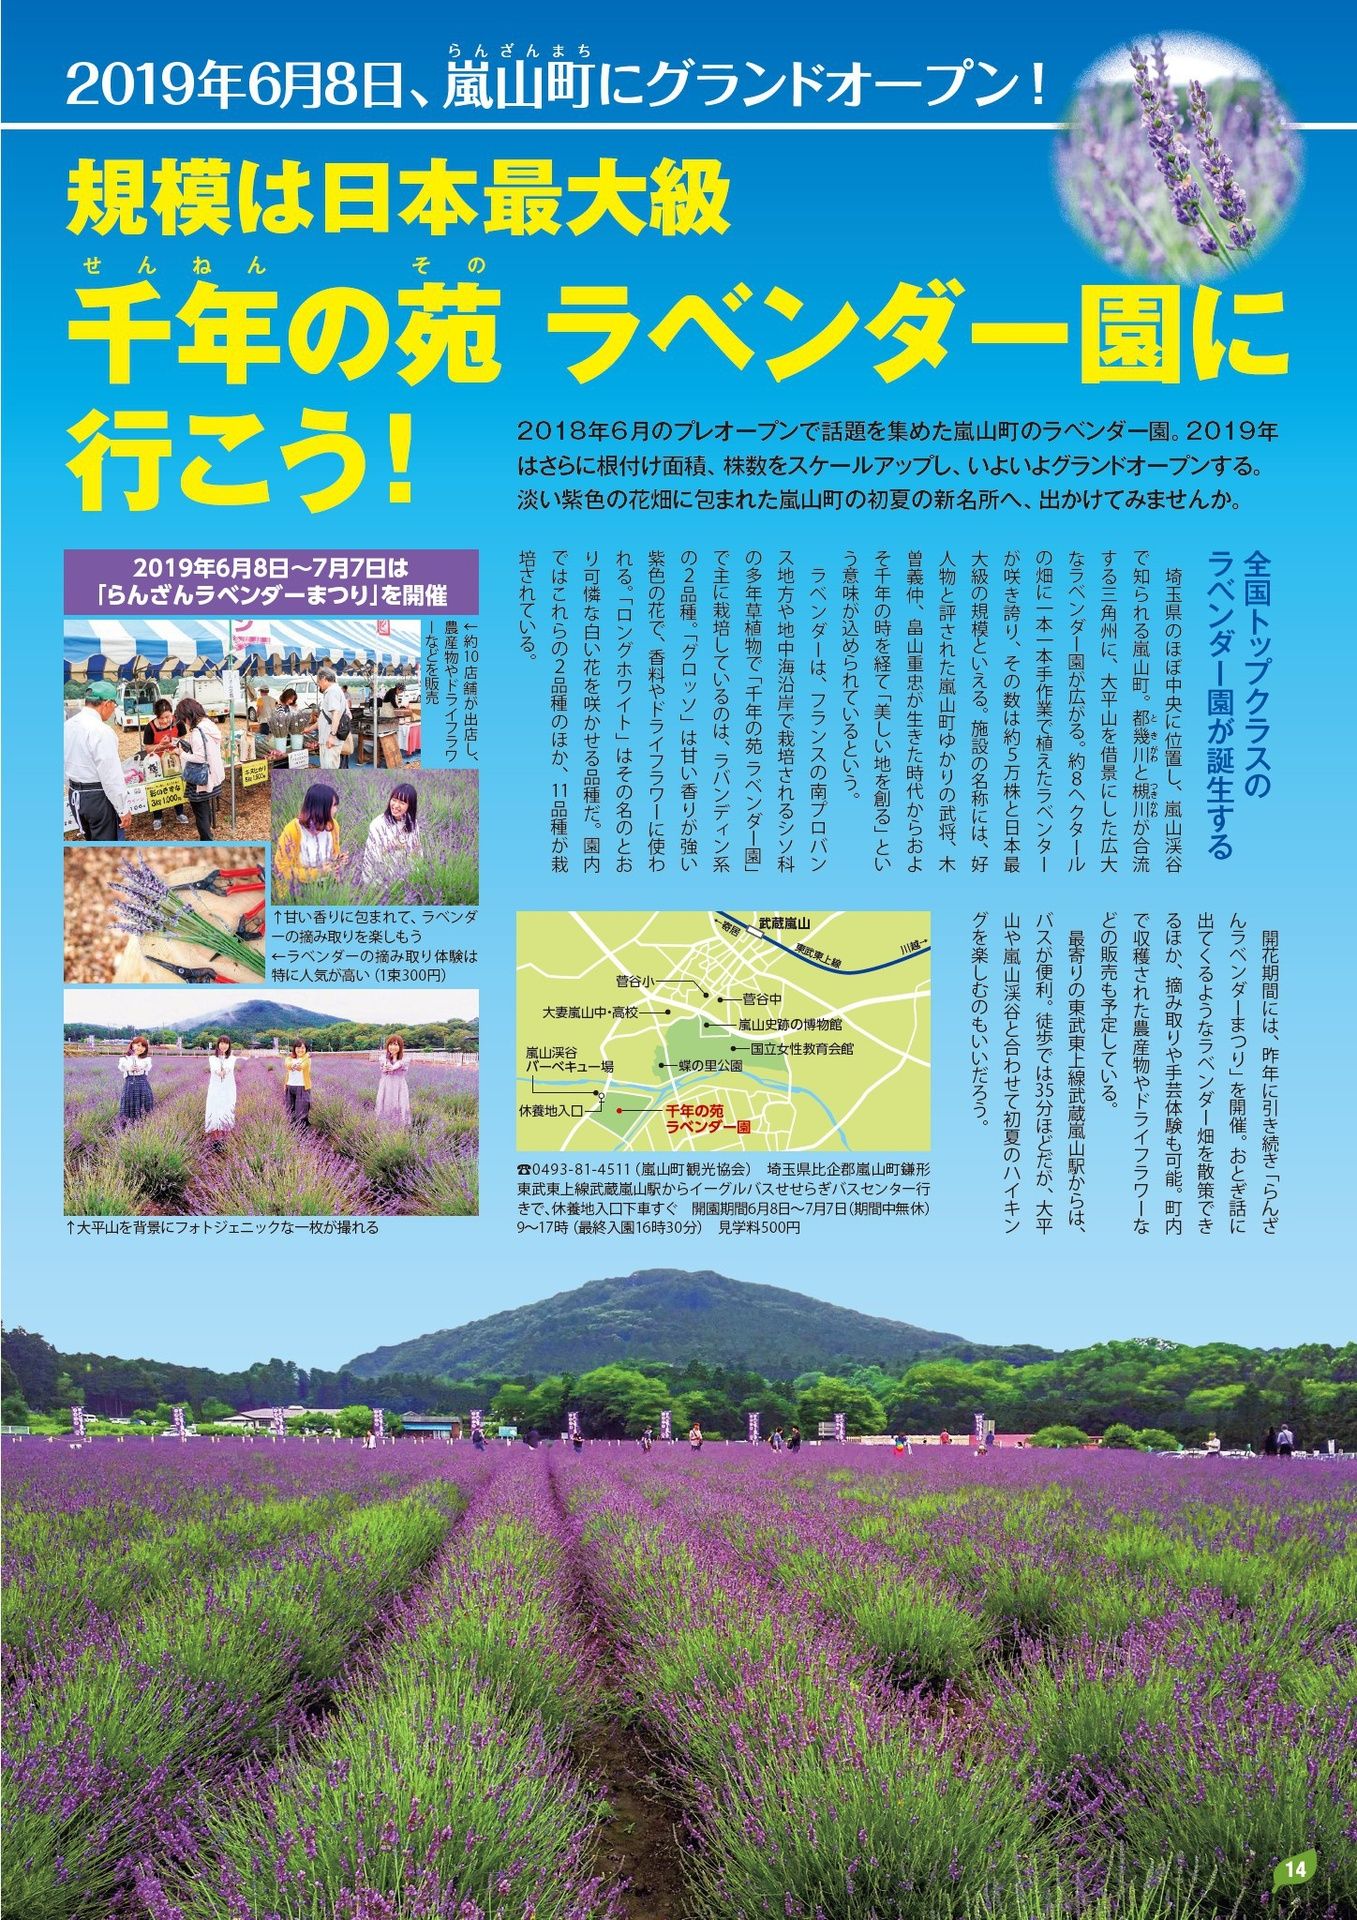 らんざんまち
2019年6月8日、嵐山町にグランドオープン！
規模は日本最大級
せんねん その
千年の苑 ラベンダー園に
行こう！
2018年6月のプレオープンで話題を集めた嵐山町のラベンダー園。2019年
はさらに根付け面積、株数をスケールアップし、いよいよグランドオープンする。
淡い紫色の花畑に包まれた嵐山町の初夏の新名所へ、出かけてみませんか。
全国トップクラスの
ラベンダー園が誕生する
埼玉県のほぼ中央に位置し、嵐山渓谷
で知られる嵐山町。都幾川と槻川が合流
ときがわ
つきかわ
する三角州に、大平山を借景にした広大
なラベンダー園が広がる。約8ヘクタール
の畑に一本一本手作業で植えたラベンダー
が咲き誇り、その数は約5万株と日本最
大級の規模といえる。施設の名称には、好
人物と評された嵐山町ゆかりの武将、木
曽義仲、畠山重忠が生きた時代からおよ
そ千年の時を経て「美しい地を創る」とい
う意味が込められているという。
ラベンダーは、フランスの南プロバン
ス地方や地中海沿岸で栽培されるシソ科
の多年草植物で「千年の苑 ラベンダー園」
で主に栽培しているのは、ラバンディン系
の2品種。「グロッソ」は甘い香りが強い
紫色の花で、香料やドライフラワーに使わ
れる。「ロングホワイト」はその名のとお
り可憐な白い花を咲かせる品種だ。園内
ではこれらの2品種のほか、11品種が栽
培されている。
開花期間には、昨年に引き続き「らんざ
んラベンダーまつり」を開催。おとぎ話に
出てくるようなラベンダー畑を散策でき
るほか、摘み取りや手芸体験も可能。町内
で収穫された農産物やドライフラワーな
どの販売も予定している。
最寄りの東武東上線武蔵嵐山駅からは、
バスが便利。徒歩では35分ほどだが、大平
山や嵐山渓谷と合わせて初夏のハイキン
グを楽しむのもいいだろう。
2019年6月8日〜7月7日は
「らんざんラベンダーまつり」を開催
←約10店舗が出店し、
農産物やドライフラワ
ーなどを販売
3袋1,000円
↑甘い香りに包まれて、ラベンダ
ーの摘み取りを楽しもう
←ラベンダーの摘み取り体験は
特に人気が高い（1束300円）
↑大平山を背景にフォトジェニックな一枚が撮れる
←寄居
武蔵嵐山
東武東上線
川越→
菅谷小
菅谷中
大妻嵐山中・高校
嵐山史跡の博物館
国立女性教育会館
嵐山渓谷
バーベキュー場
蝶の里公園
休養地入口
千年の苑
ラベンダー園
☎0493-81-4511（嵐山町観光協会）　埼玉県比企郡嵐山町鎌形
東武東上線武蔵嵐山駅からイーグルバスせせらぎバスセンター行
きで、休養地入口下車すぐ　開園期間6月8日〜7月7日（期間中無休）
9〜17時（最終入園16時30分）　見学料500円
14